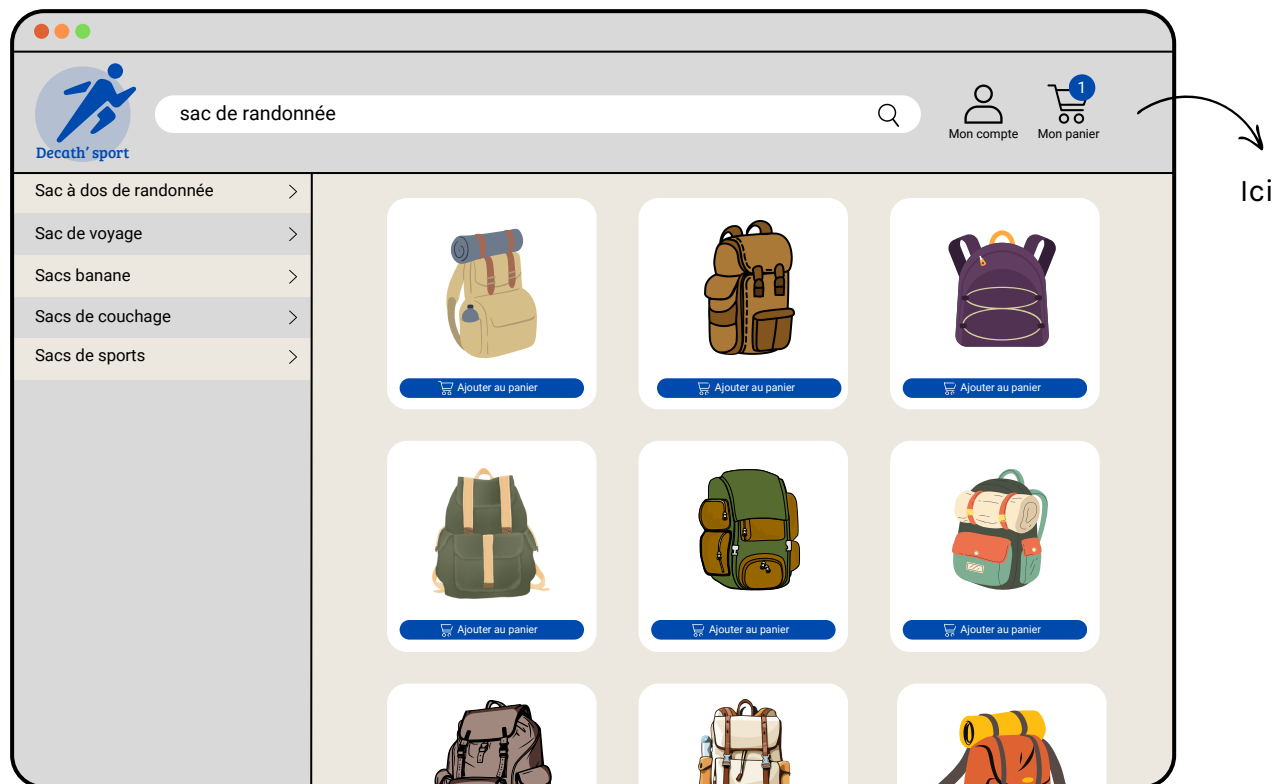 sac de randonnée
1
Mon compte
Mon panier
Decath'sport
Ici
Sac à dos de randonnée
Sac de voyage
Sacs banane
Sacs de couchage
Sacs de sports
Ajouter au panier
Ajouter au panier
Ajouter au panier
Ajouter au panier
Ajouter au panier
Ajouter au panier